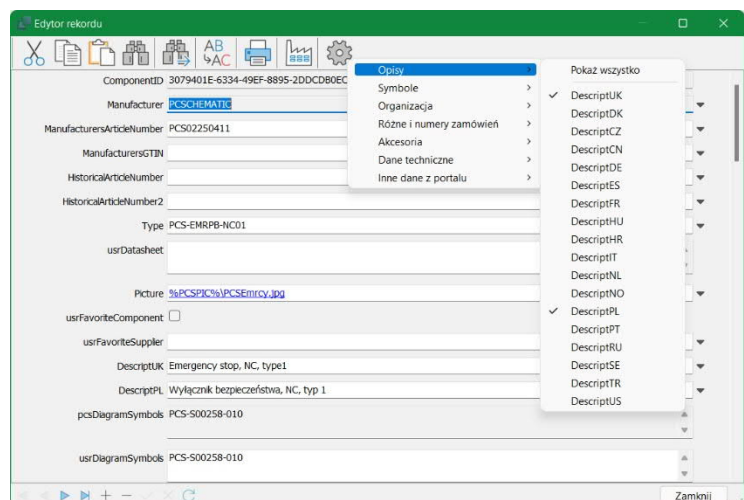 Edytor rekordu
AB
AC
ComponentID 3079401E-6334-49EF-8895-2DDCDB0EC
Manufacturer PCSCHEMATIC
ManufacturersArticleNumber PCS02250411
ManufacturersGTIN
HistoricalArticleNumber
HistoricalArticleNumber2
Type PCS-EMRPB-NC01
usrDatasheet
Picture %PCSPIC%\PCSEmrcy.jpg
usrFavoriteComponent
usrFavoriteSupplier
DescriptUK Emergency stop, NC, type1
DescriptPL Wyłącznik bezpieczeństwa, NC, typ 1
pcsDiagramSymbols PCS-S00258-010
usrDiagramSymbols PCS-S00258-010
Opisy
Symbole
Organizacja
Różne i numery zamówień
Akcesoria
Dane techniczne
Inne dane z portalu
Pokaż wszystko
DescriptUK
DescriptDK
DescriptCZ
DescriptCN
DescriptDE
DescriptES
DescriptFR
DescriptHU
DescriptHR
DescriptIT
DescriptNL
DescriptNO
DescriptPL
DescriptPT
DescriptRU
DescriptSE
DescriptTR
DescriptUS
Zamknij